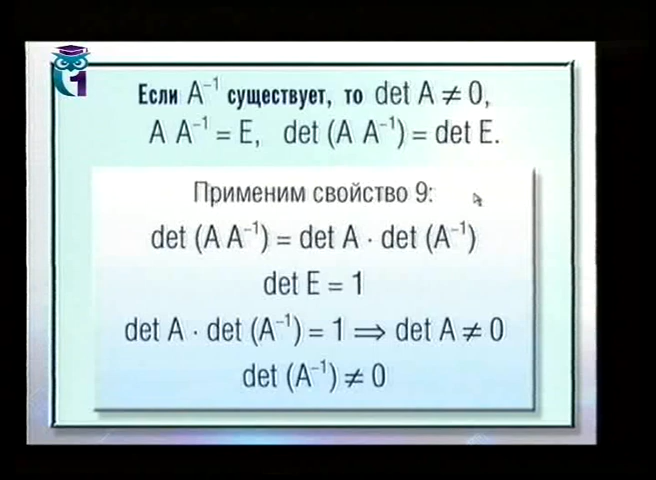 1
Если A⁻¹ существует, то det A ≠ 0,
A A⁻¹ = E, det (A A⁻¹) = det E.
Применим свойство 9:
det (A A⁻¹) = det A · det (A⁻¹)
det E = 1
det A · det (A⁻¹) = 1 ⟹ det A ≠ 0
det (A⁻¹) ≠ 0